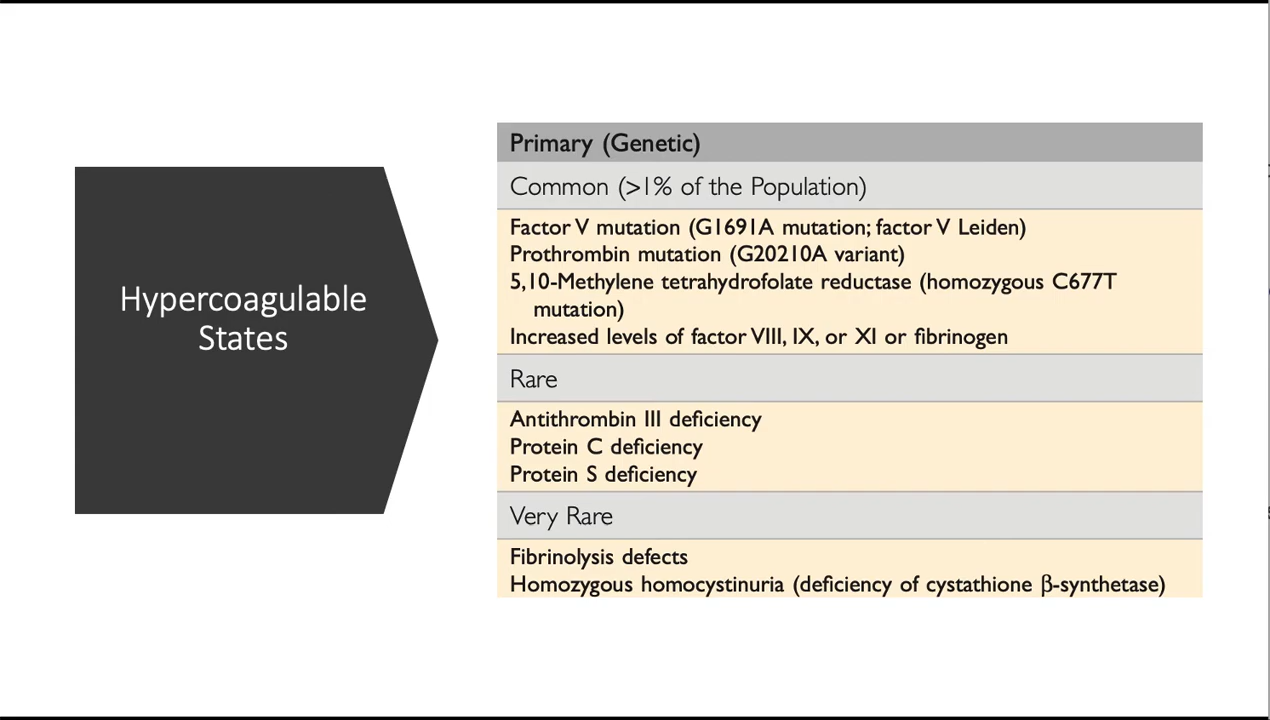 Hypercoagulable
States
Primary (Genetic)
Common (>1% of the Population)
Factor V mutation (G1691A mutation; factor V Leiden)
Prothrombin mutation (G20210A variant)
5,10-Methylene tetrahydrofolate reductase (homozygous C677T
mutation)
Increased levels of factor VIII, IX, or XI or fibrinogen
Rare
Antithrombin III deficiency
Protein C deficiency
Protein S deficiency
Very Rare
Fibrinolysis defects
Homozygous homocystinuria (deficiency of cystathione β-synthetase)